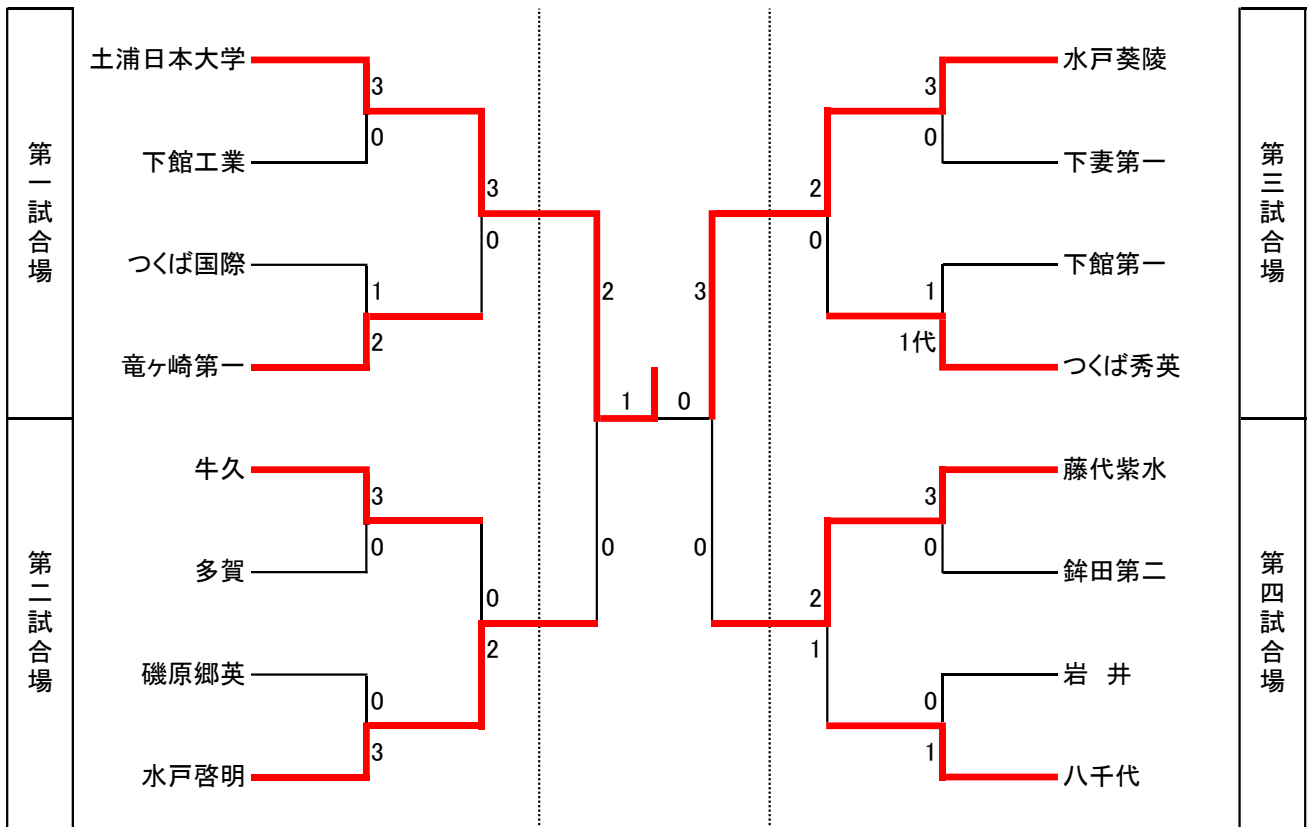 第一試合場
土浦日本大学
3
0
下館工業
3
0
つくば国際
1
2
竜ヶ崎第一
第二試合場
牛久
3
0
多賀
0
2
磯原郷英
0
3
水戸啓明
2
0
1
0
3
0
第三試合場
水戸葵陵
3
0
下妻第一
2
0
下館第一
1
1代
つくば秀英
第四試合場
藤代紫水
3
0
鉾田第二
2
1
岩 井
0
1
八千代